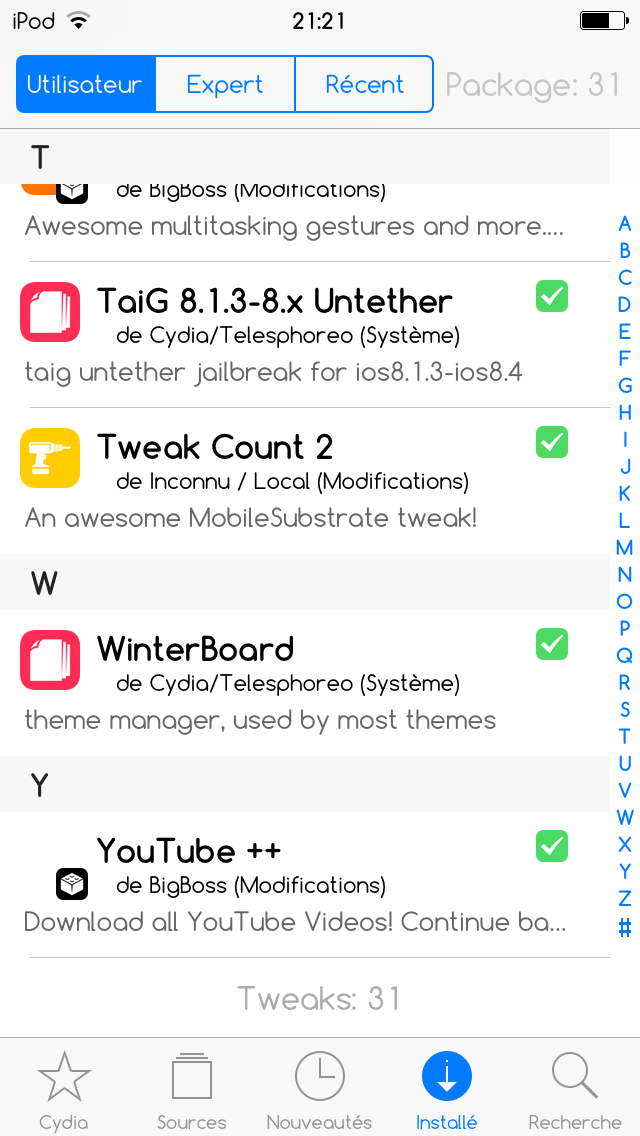 iPod 21:21
Utilisateur Expert Récent Package: 31
T
de BigBoss (Modifications)
Awesome multitasking gestures and more....
TaiG 8.1.3-8.x Untether
de Cydia/Telesphoreo (Système)
taig untether jailbreak for ios8.1.3-ios8.4
Tweak Count 2
de Inconnu / Local (Modifications)
An awesome MobileSubstrate tweak!
W
WinterBoard
de Cydia/Telesphoreo (Système)
theme manager, used by most themes
Y
YouTube ++
de BigBoss (Modifications)
Download all YouTube Videos! Continue ba...
Tweaks: 31
A
B
C
D
E
F
G
H
I
J
K
L
M
N
O
P
Q
R
S
T
U
V
W
X
Y
Z
#
Cydia Sources Nouveautés Installé Recherche